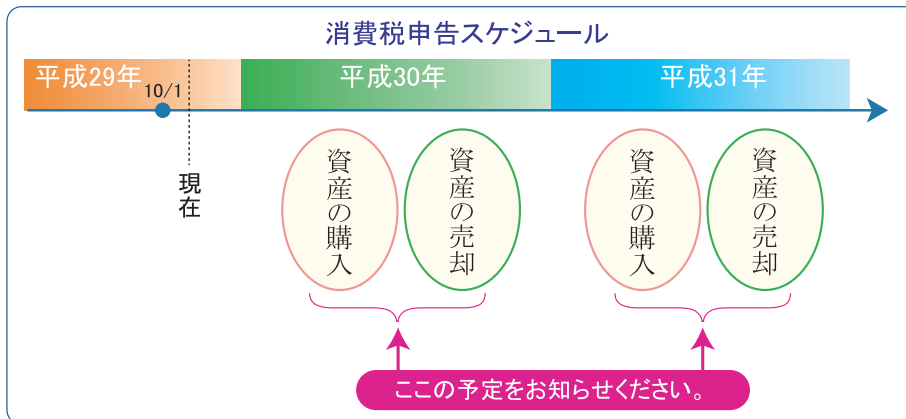 消費税申告スケジュール
平成29年
平成30年
平成31年
10/1
現在
資産の購入
資産の売却
資産の購入
資産の売却
ここの予定をお知らせください。